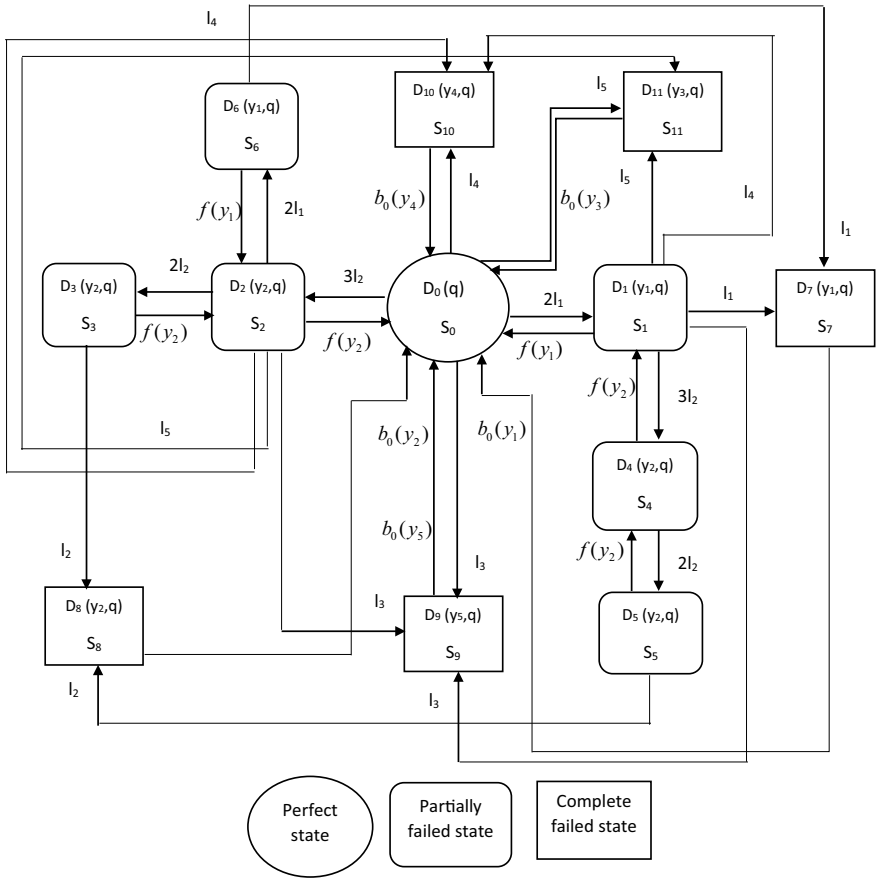 l₄
D₁₀ (y₄,q)
S₁₀
D₁₁ (y₃,q)
S₁₁
D₆ (y₁,q)
S₆
l₅
l₄
l₅
l₄
l₁
f(y₁)
2l₁
b₀(y₄)
b₀(y₃)
D₃ (y₂,q)
S₃
2l₂
f(y₂)
D₂ (y₂,q)
S₂
3l₂
f(y₂)
D₀ (q)
S₀
2l₁
f(y₁)
D₁ (y₁,q)
S₁
l₁
D₇ (y₁,q)
S₇
f(y₂)
3l₂
l₅
b₀(y₂)
b₀(y₁)
D₄ (y₂,q)
S₄
b₀(y₅)
f(y₂)
2l₂
l₂
l₃
D₈ (y₂,q)
S₈
l₃
D₉ (y₅,q)
S₉
D₅ (y₂,q)
S₅
l₂
l₃
Perfect
state
Partially
failed state
Complete
failed state